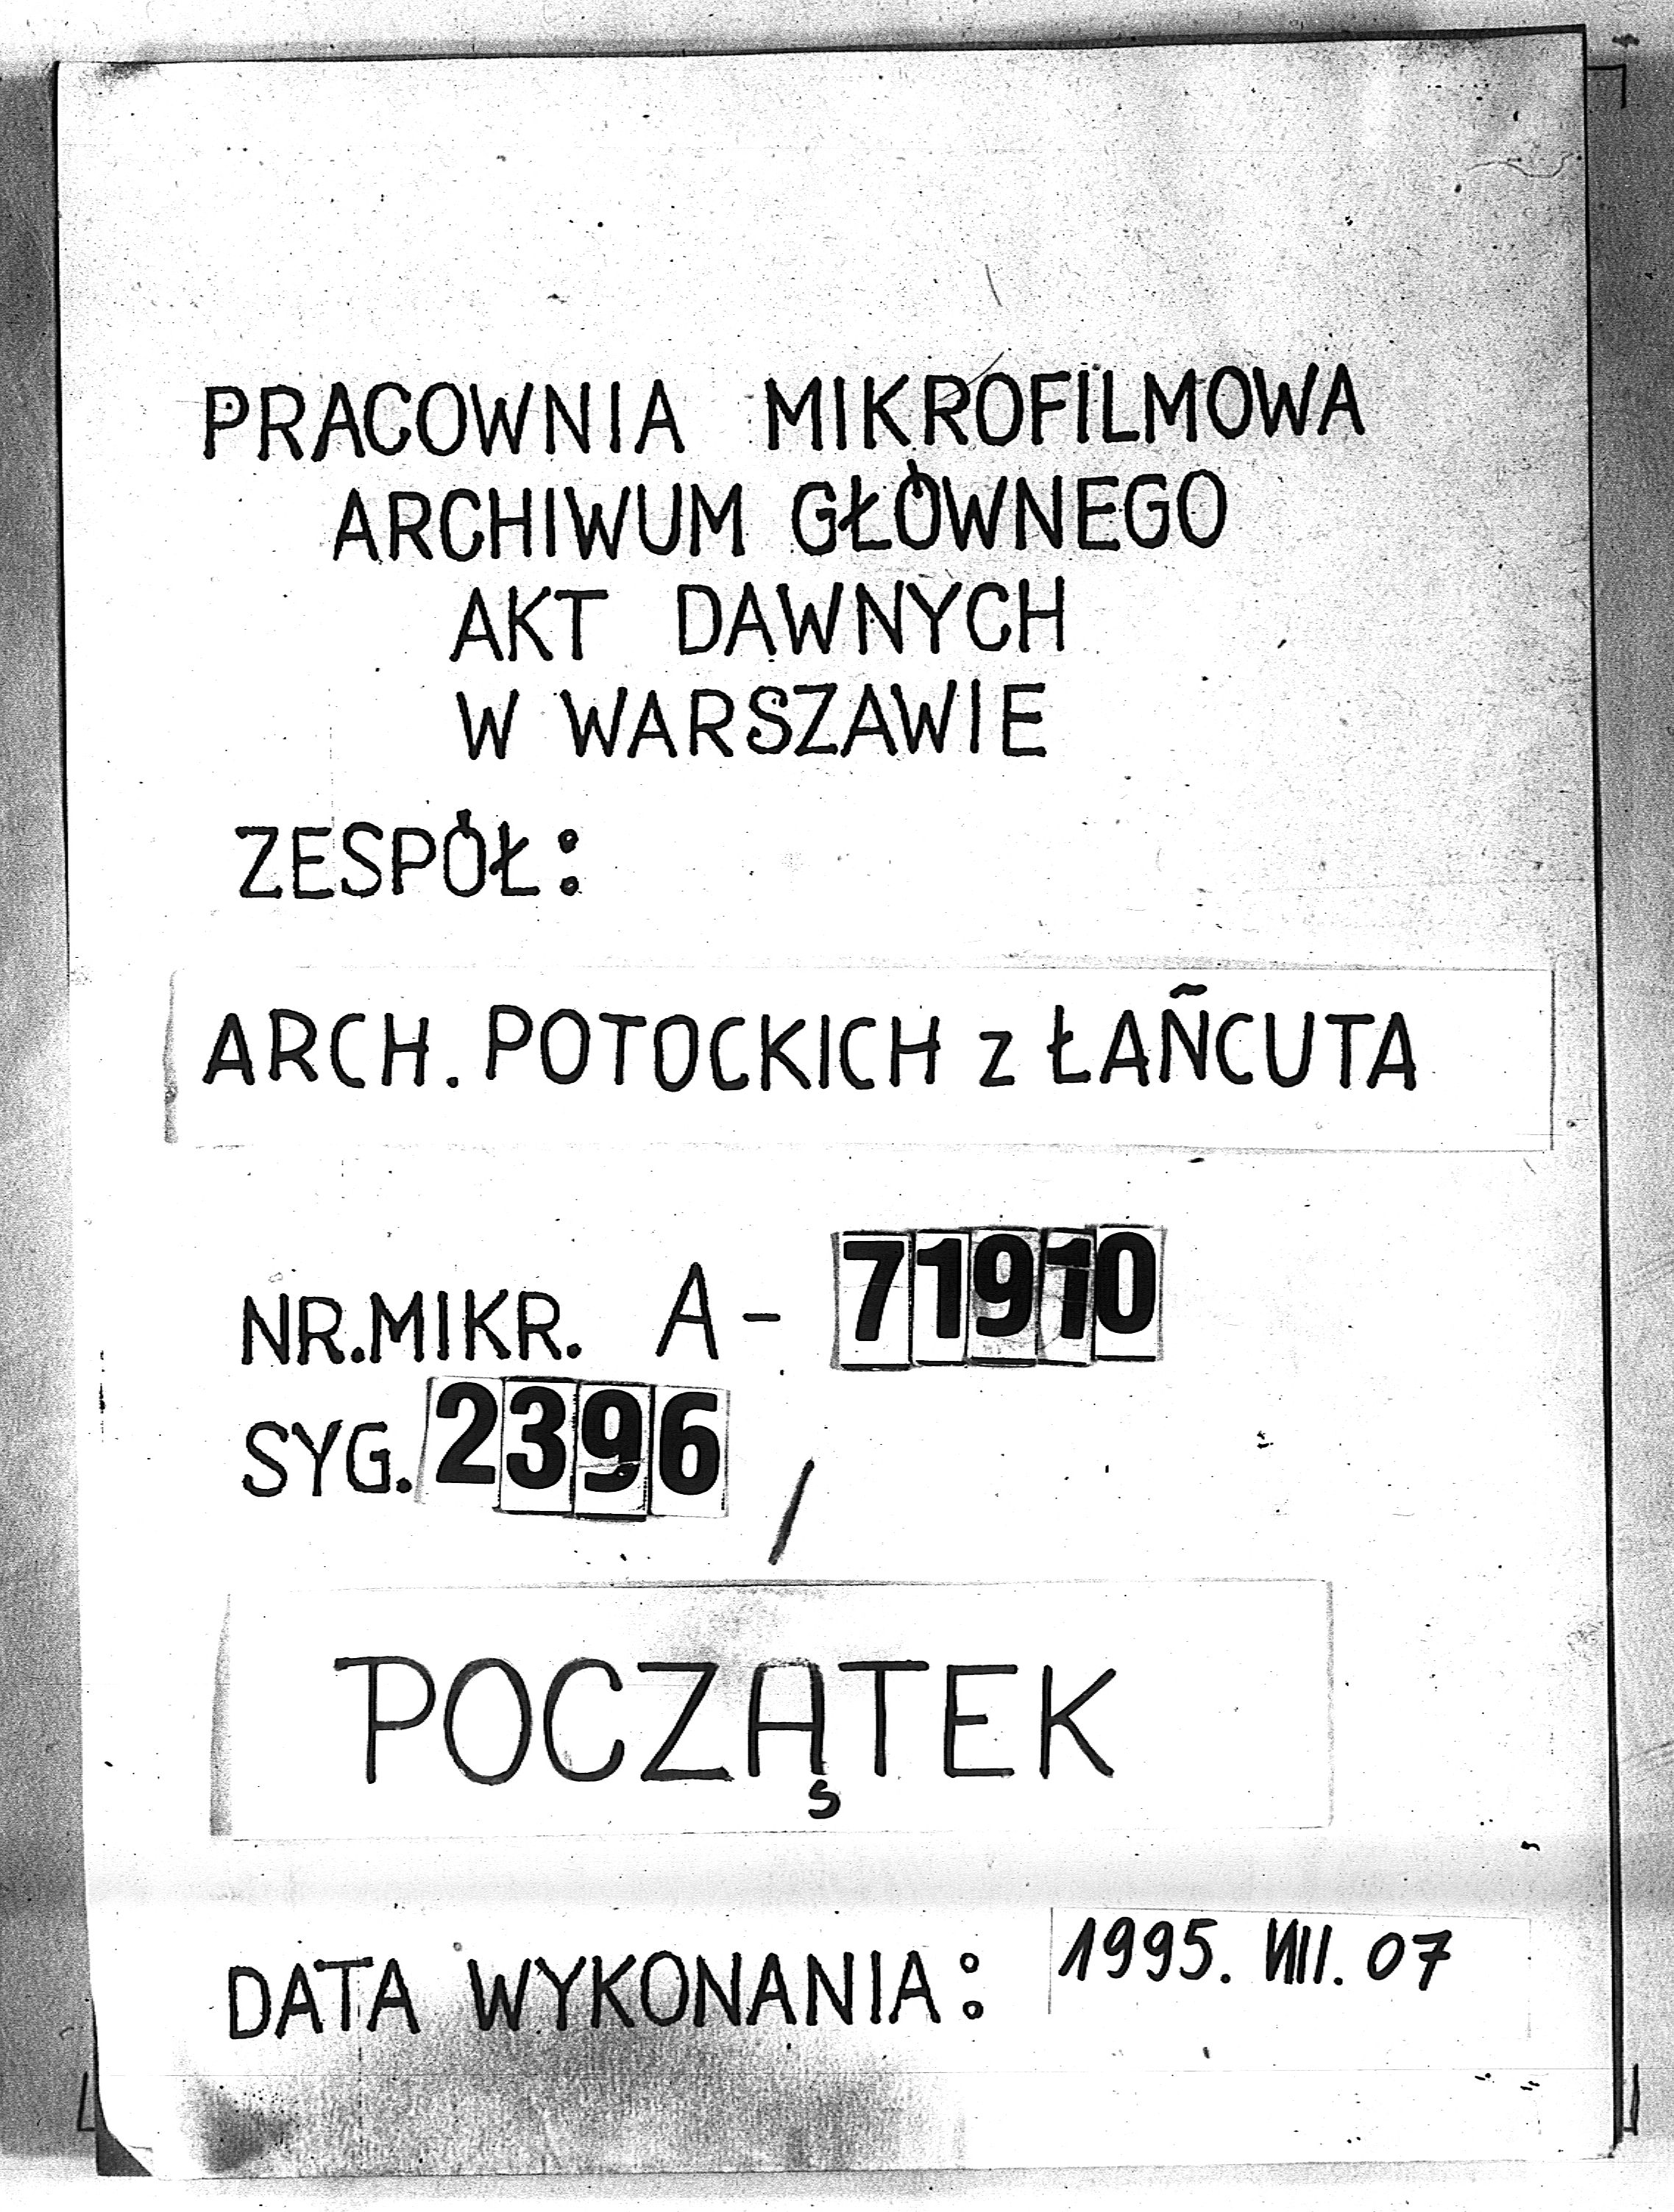 PRACOWNIA MIKROFILMOWA
ARCHIWUM GŁÓWNEGO
AKT DAWNYCH
W WARSZAWIE
ZESPÓŁ:
ARCH. POTOCKICH z ŁAÑCUTA
NR.MIKR. A- 71910
SYG. 2396 /
POCZĄTEK
DATA WYKONANIA: 1995. VIII. 07